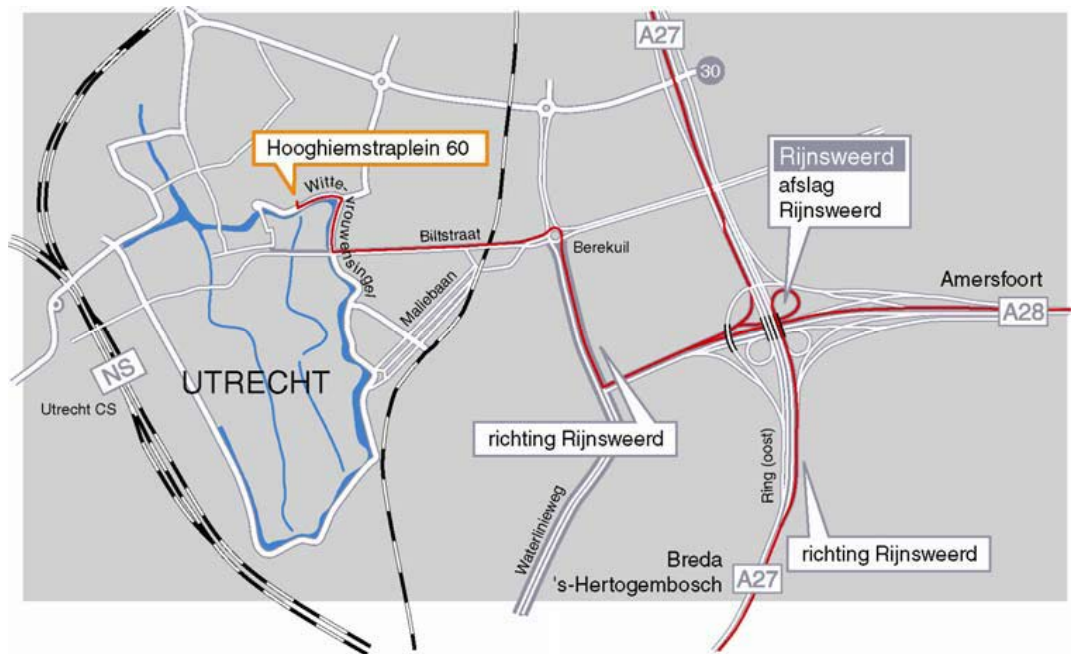 A27
30
Hooghiemstraplein 60
Rijnsweerd
afslag
Rijnsweerd
Witte-
vrouwensingel
Biltstraat
Berekuil
Maliebaan
Amersfoort
A28
NS
UTRECHT
Utrecht CS
richting Rijnsweerd
Ring (oost)
Waterlinieweg
richting Rijnsweerd
Breda
's-Hertogembosch
A27